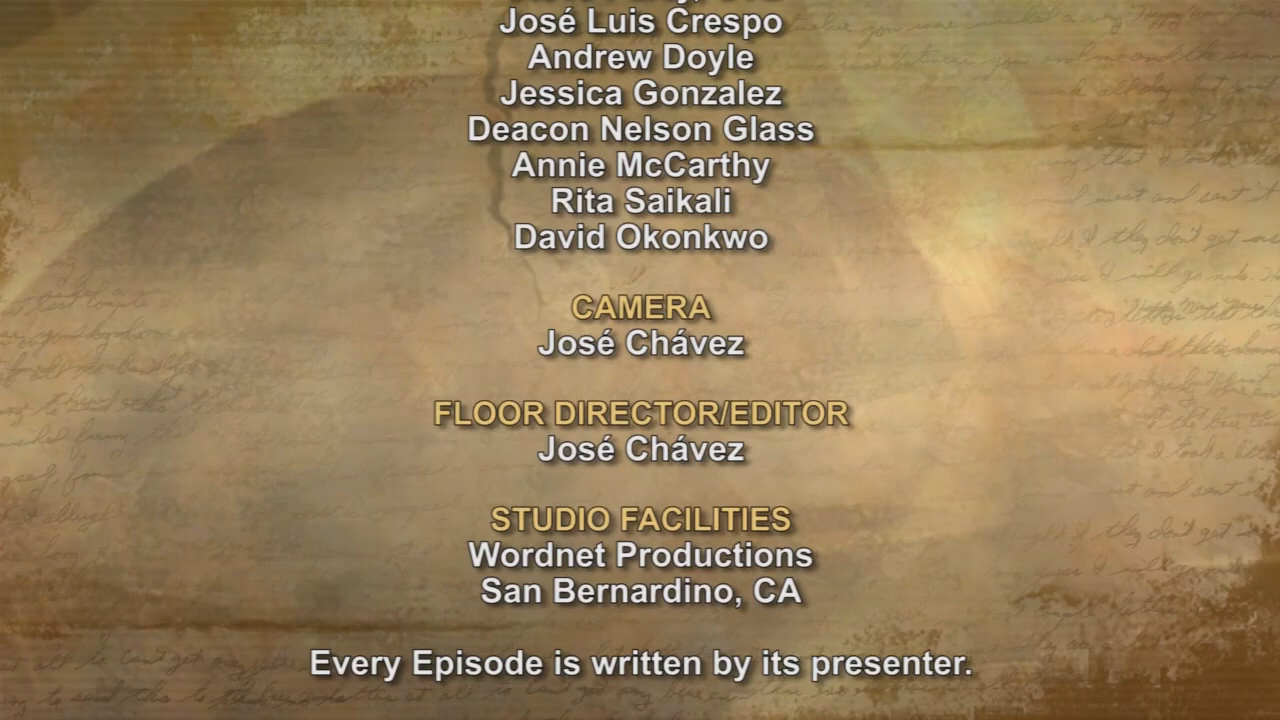 José Luis Crespo
Andrew Doyle
Jessica Gonzalez
Deacon Nelson Glass
Annie McCarthy
Rita Saikali
David Okonkwo
CAMERA
José Chávez
FLOOR DIRECTOR/EDITOR
José Chávez
STUDIO FACILITIES
Wordnet Productions
San Bernardino, CA
Every Episode is written by its presenter.